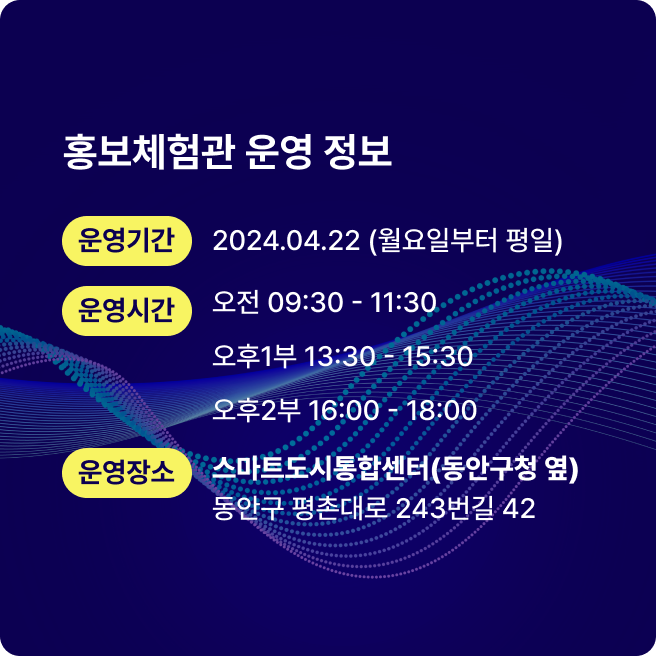 홍보체험관 운영 정보
운영기간 2024.04.22 (월요일부터 평일)
운영시간 오전 09:30 - 11:30
오후1부 13:30 - 15:30
오후2부 16:00 - 18:00
운영장소 스마트도시통합센터(동안구청 옆)
동안구 평촌대로 243번길 42